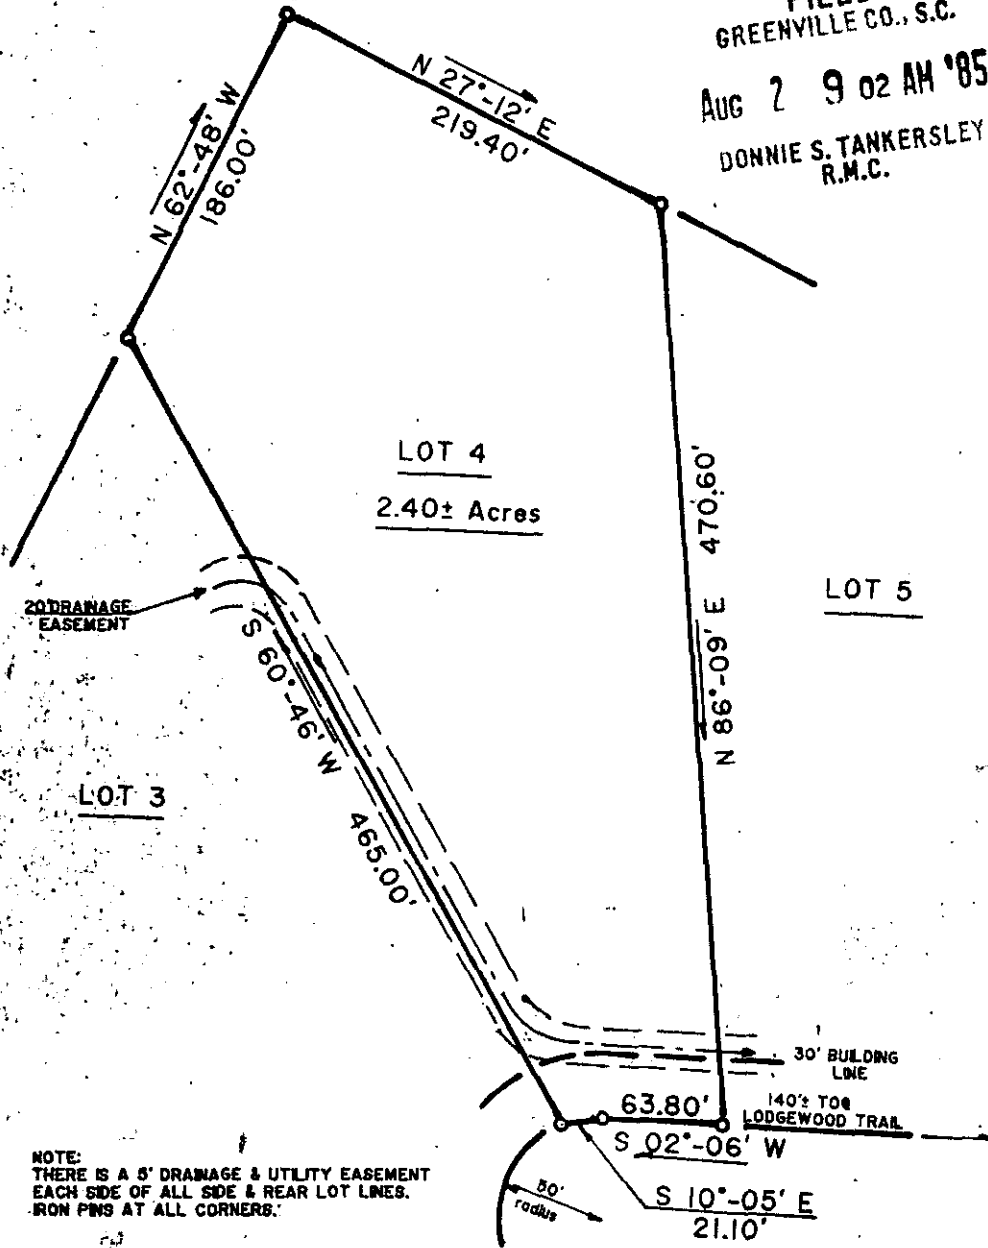 GREENVILLE CO., S.C.
AUG 2 9 02 AM '85
DONNIE S. TANKERSLEY
R.M.C.
N 27°-12' E
219.40'
N 62°-48' W
186.00'
LOT 4
2.40± Acres
N 86°-09' E 470.60'
LOT 5
20' DRAINAGE
EASEMENT
S 60°-46' W 465.00'
LOT 3
30' BUILDING
LINE
63.80'
140'± TO
LODGEWOOD TRAIL
S 02°-06' W
50'
radius
S 10°-05' E
21.10'
NOTE:
THERE IS A 5' DRAINAGE & UTILITY EASEMENT
EACH SIDE OF ALL SIDE & REAR LOT LINES.
IRON PINS AT ALL CORNERS.